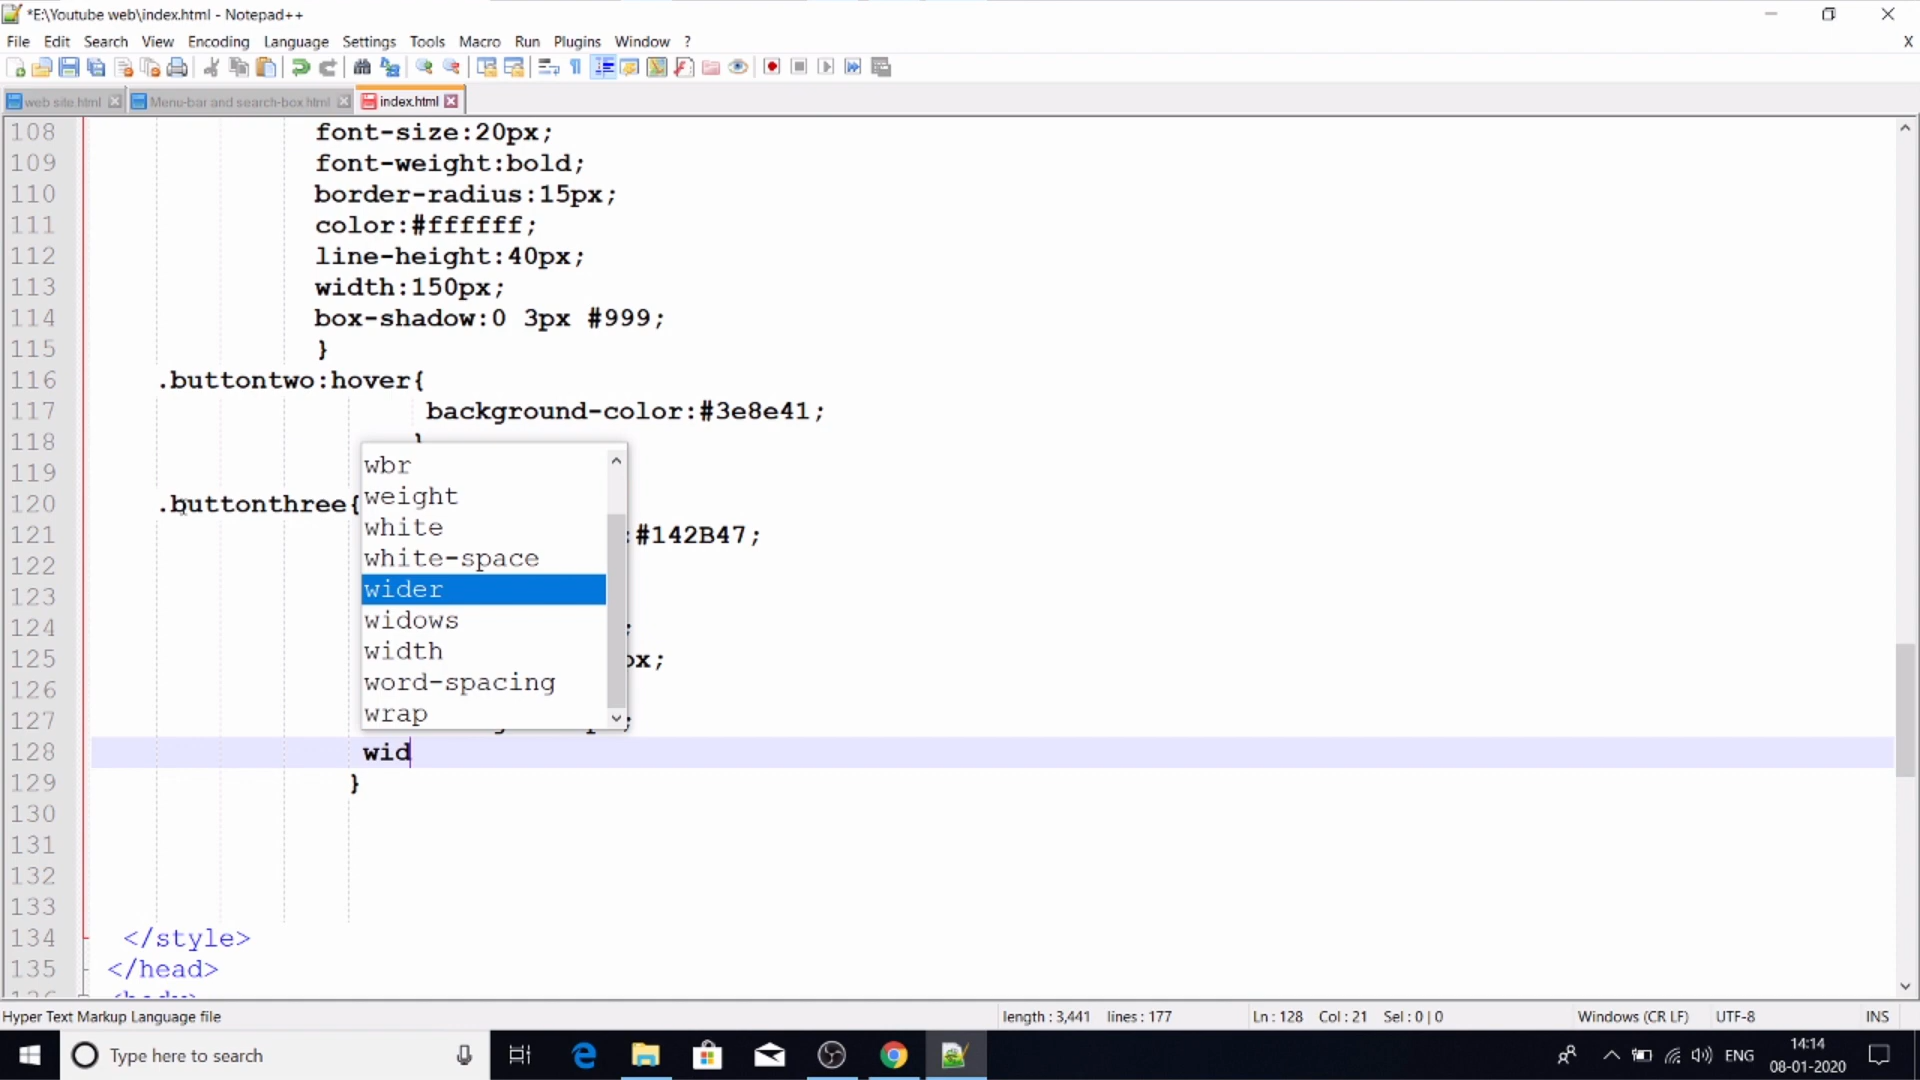 *E:\Youtube web\index.html - Notepad++
File Edit Search View Encoding Language Settings Tools Macro Run Plugins Window ? X
web site.html Menu-bar and search-box.html index.html
108 font-size:20px;
109 font-weight:bold;
110 border-radius:15px;
111 color:#ffffff;
112 line-height:40px;
113 width:150px;
114 box-shadow:0 3px #999;
115 }
116 .buttontwo:hover{
117 background-color:#3e8e41;
118 }
119
wbr
120 .buttonthree{
weight
white
121 :#142B47;
white-space
122
wider
123
widows
124 ;
width
125 px;
word-spacing
126
wrap
127 ;
128 wid
129 }
130
131
132
133
134 </style>
135 </head>
136 <body>
Hyper Text Markup Language file length : 3,441 lines : 177 Ln : 128 Col : 21 Sel : 0 | 0 Windows (CR LF) UTF-8 INS
Type here to search ENG 14:14
08-01-2020